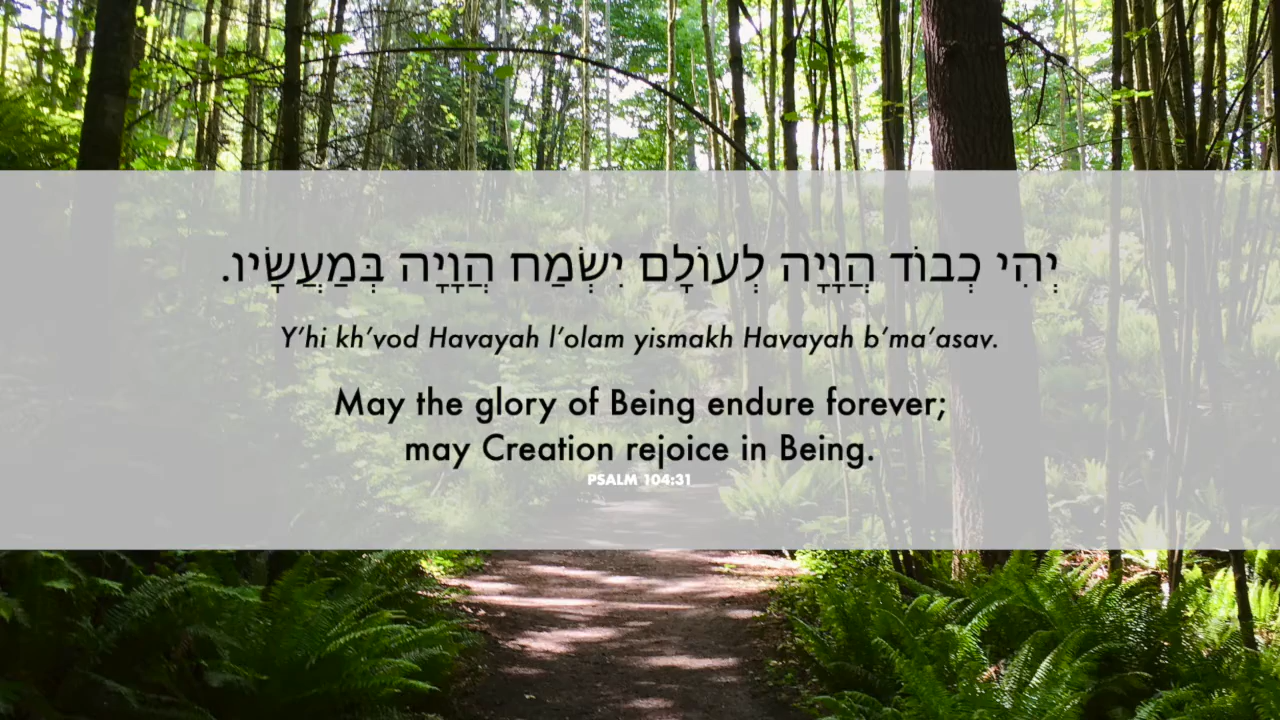 יְהִי כְבוֹד הֲוָיָה לְעוֹלָם יִשְׂמַח הֲוָיָה בְּמַעֲשָׂיו.
Y’hi kh’vod Havayah l’olam yismakh Havayah b’ma’asav.
May the glory of Being endure forever;
may Creation rejoice in Being.
PSALM 104:31